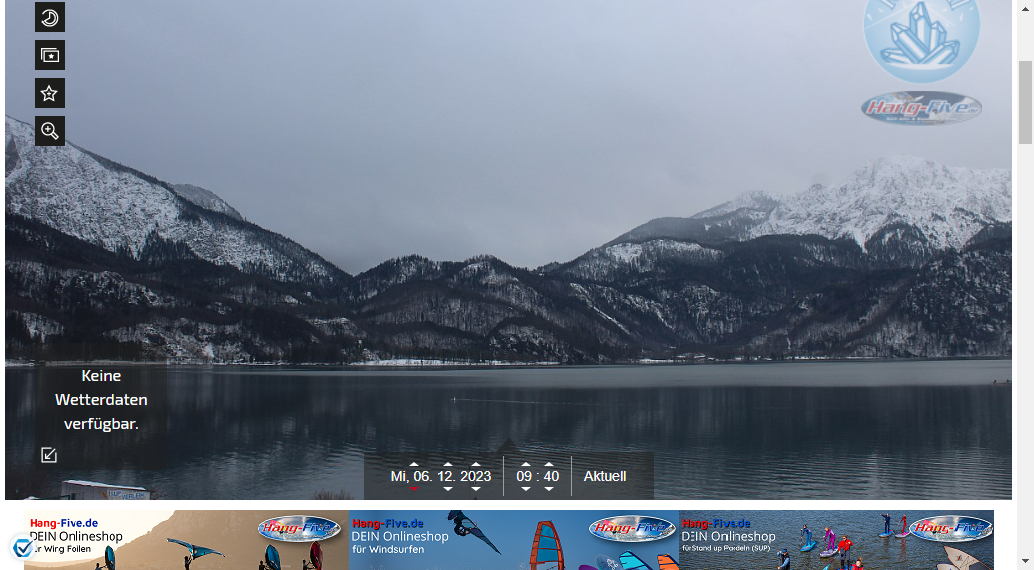 Hang-Five
Keine
Wetterdaten
verfügbar.
Mi, 06. 12. 2023 09 : 40 Aktuell
Hang-Five.de
DEIN Onlineshop
für Wing Foilen
Hang-Five
Hang-Five.de
DEIN Onlineshop
für Windsurfen
Hang-Five
Hang-Five.de
DEIN Onlineshop
für Stand up Paddeln (SUP)
Hang-Five